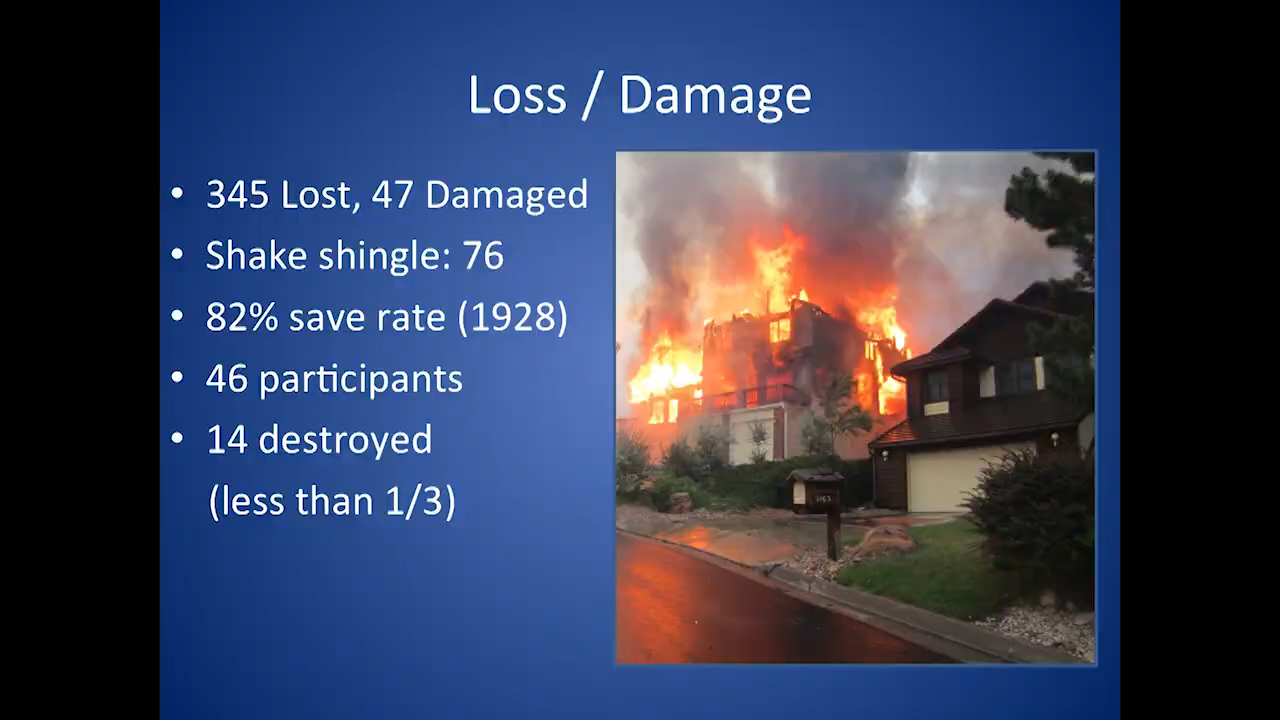 Loss / Damage
• 345 Lost, 47 Damaged
• Shake shingle: 76
• 82% save rate (1928)
• 46 participants
• 14 destroyed
(less than 1/3)